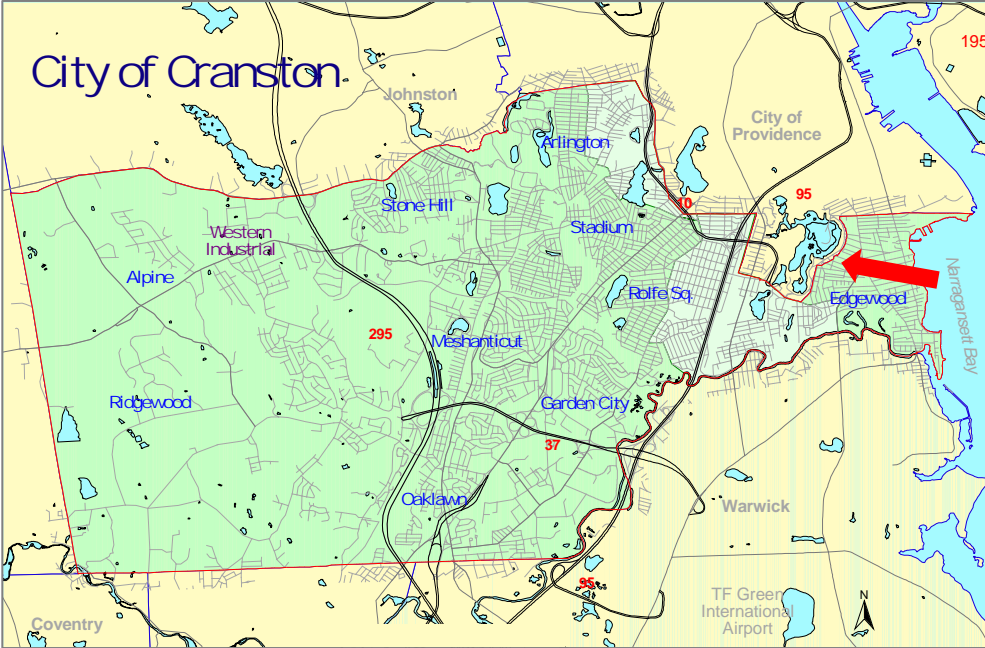 City of Cranston
195
Johnston
City of
Providence
Arlington
95
10
Stone Hill
Stadium
Western
Industrial
Alpine
Rolfe Sq.
Edgewood
Narragansett Bay
295
Meshanticut
Ridgewood
Garden City
37
Oaklawn
Warwick
95
TF Green
International
Airport
N
Coventry